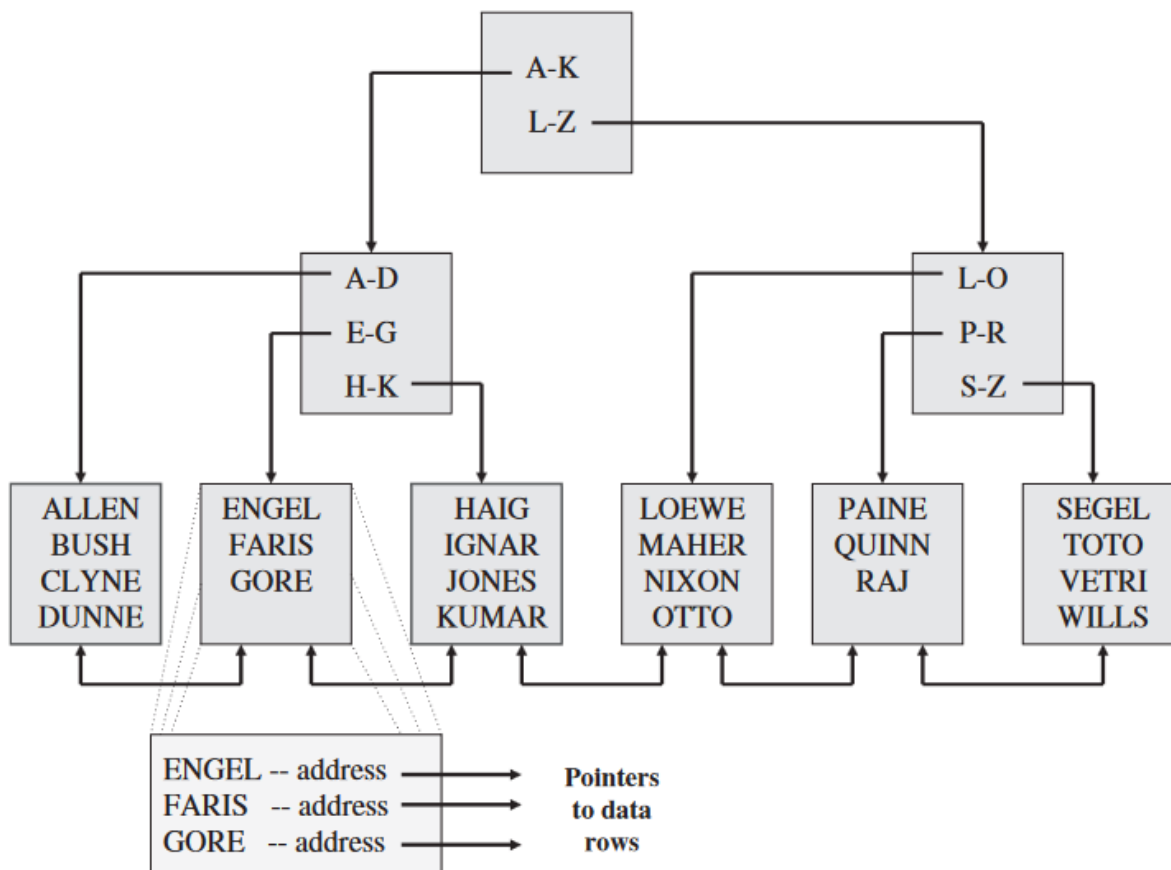 A-K
L-Z
A-D
E-G
H-K
L-O
P-R
S-Z
ALLEN
BUSH
CLYNE
DUNNE
ENGEL
FARIS
GORE
HAIG
IGNAR
JONES
KUMAR
LOEWE
MAHER
NIXON
OTTO
PAINE
QUINN
RAJ
SEGEL
TOTO
VETRI
WILLS
ENGEL -- address
FARIS -- address
GORE -- address
Pointers
to data
rows